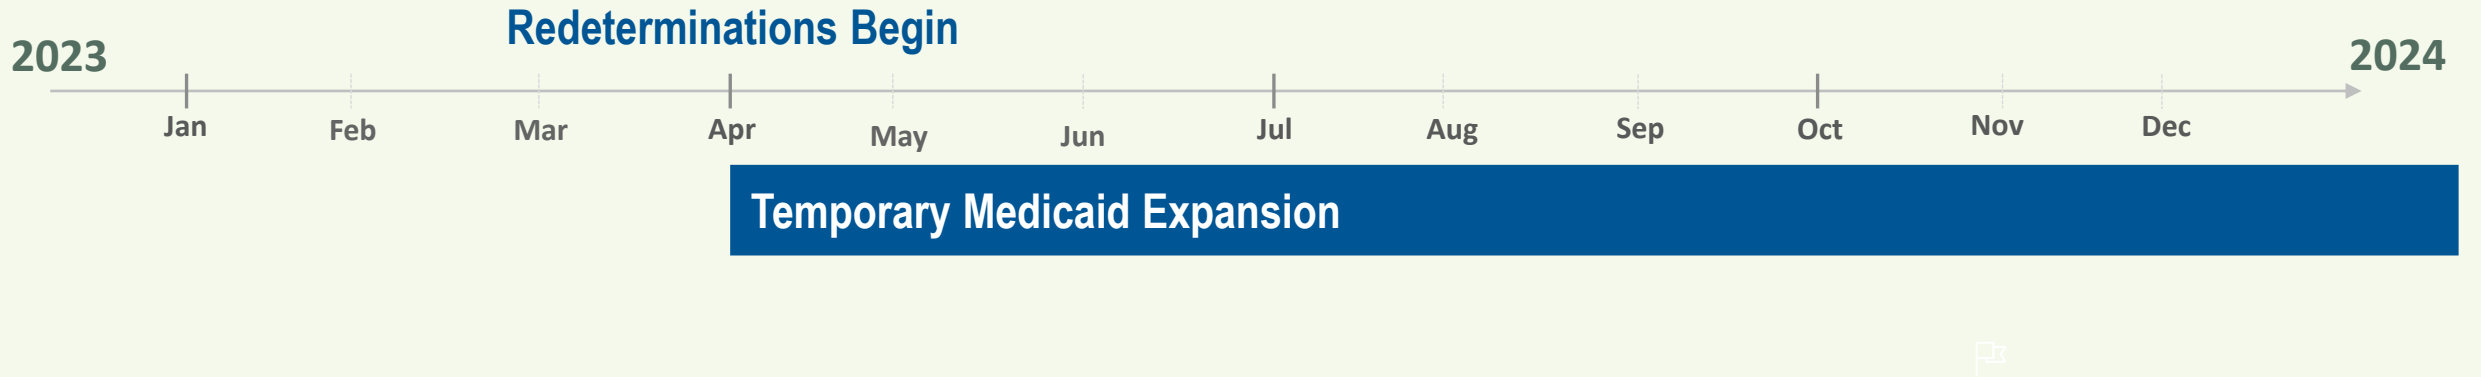 Redeterminations Begin
2023
2024
Jan Feb Mar Apr May Jun Jul Aug Sep Oct Nov Dec
Temporary Medicaid Expansion